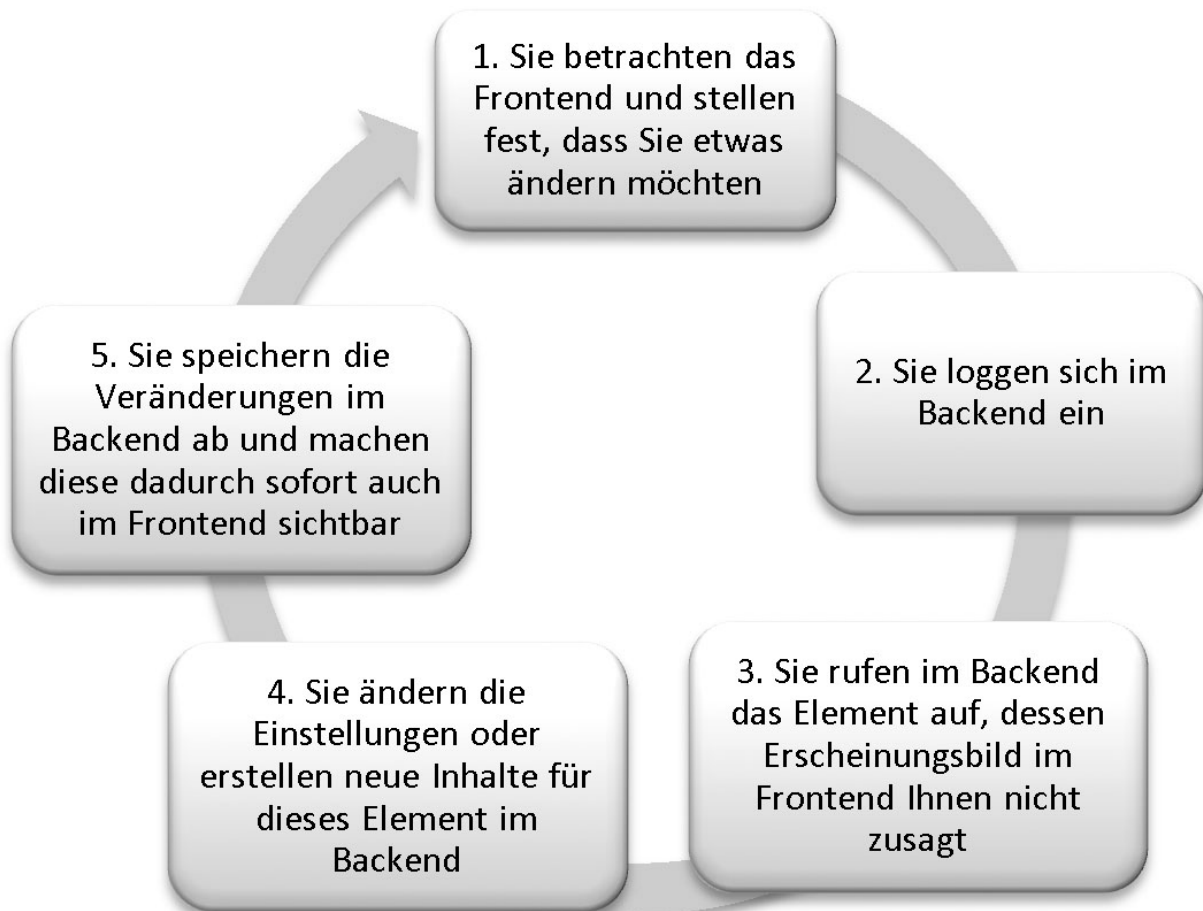 1. Sie betrachten das
Frontend und stellen
fest, dass Sie etwas
ändern möchten
2. Sie loggen sich im
Backend ein
3. Sie rufen im Backend
das Element auf, dessen
Erscheinungsbild im
Frontend Ihnen nicht
zusagt
4. Sie ändern die
Einstellungen oder
erstellen neue Inhalte für
dieses Element im
Backend
5. Sie speichern die
Veränderungen im
Backend ab und machen
diese dadurch sofort auch
im Frontend sichtbar